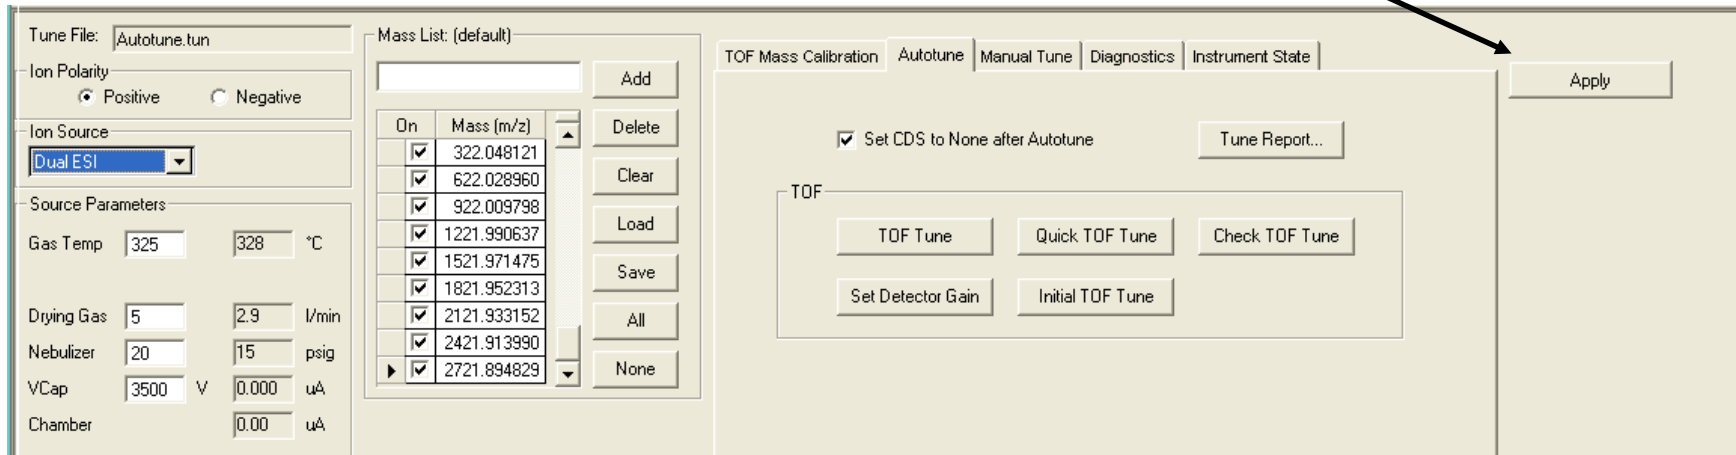 Tune File: Autotune.tun
Ion Polarity
Positive Negative
Ion Source
Dual ESI
Source Parameters
Gas Temp 325 328 °C
Drying Gas 5 2.9 l/min
Nebulizer 20 15 psig
VCap 3500 V 0.000 uA
Chamber 0.00 uA
Mass List: (default)
Add
On Mass (m/z)
322.048121
622.028960
922.009798
1221.990637
1521.971475
1821.952313
2121.933152
2421.913990
2721.894829
Delete
Clear
Load
Save
All
None
TOF Mass Calibration Autotune Manual Tune Diagnostics Instrument State
Set CDS to None after Autotune Tune Report...
TOF
TOF Tune Quick TOF Tune Check TOF Tune
Set Detector Gain Initial TOF Tune
Apply